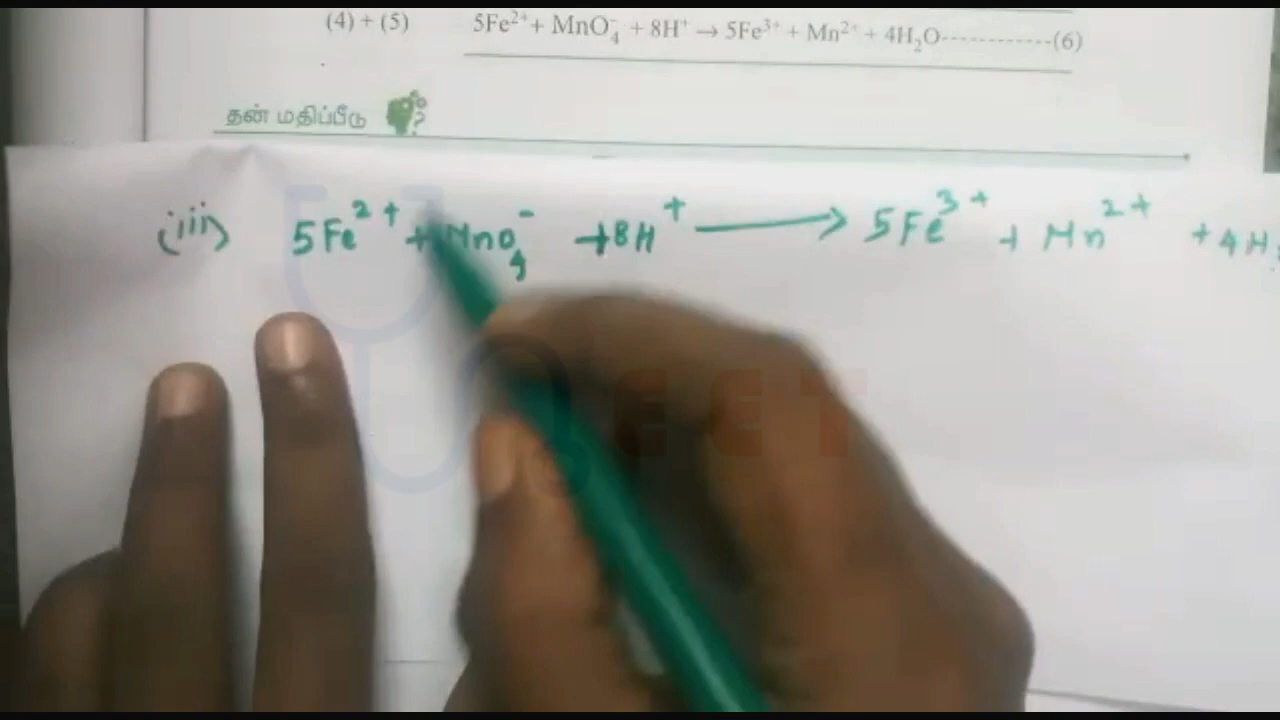 (4) + (5) 5Fe²⁺ + MnO₄⁻ + 8H⁺ → 5Fe³⁺ + Mn²⁺ + 4H₂O------------(6)
தன் மதிப்பீடு
(iii) 5Fe²⁺ + MnO₄⁻ + 8H⁺ ⟶ 5Fe³⁺ + Mn²⁺ + 4H